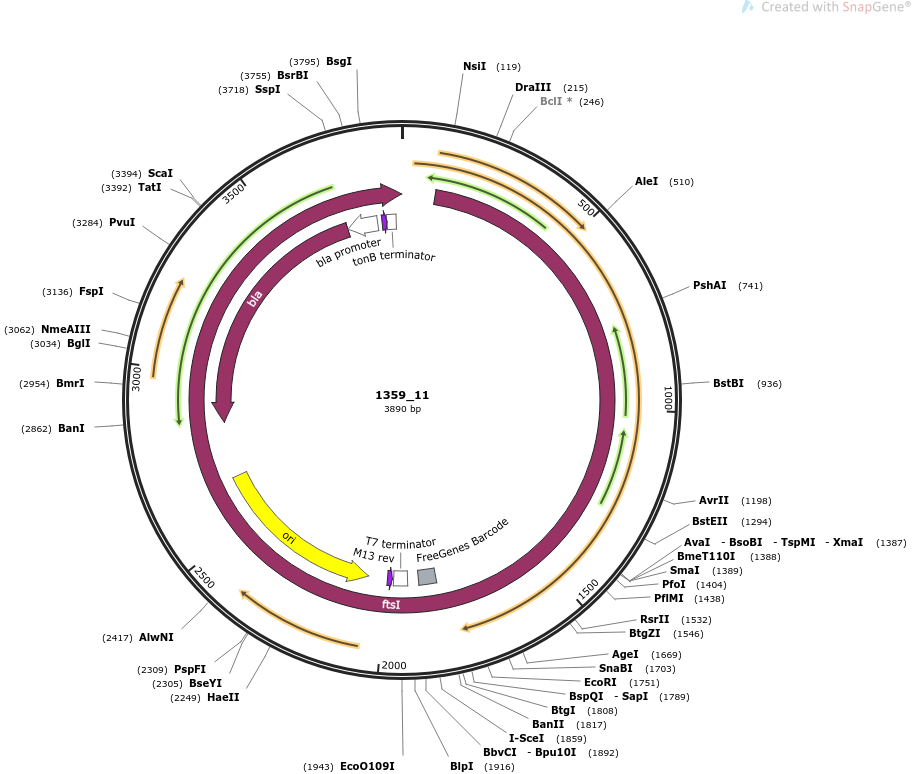 Created with SnapGene®
(3795) BsgI
(3755) BsrBI
(3718) SspI
NsiI (119)
DraIII (215)
BclI * (246)
(3394) ScaI
(3392) TatI
(3284) PvuI
(3136) FspI
(3062) NmeAIII
(3034) BglI
(2954) BmrI
(2862) BanI
AleI (510)
PshAI (741)
BstBI (936)
AvrII (1198)
BstEII (1294)
AvaI - BsoBI - TspMI - XmaI (1387)
BmeT110I (1388)
SmaI (1389)
PfoI (1404)
PflMI (1438)
RsrII (1532)
BtgZI (1546)
AgeI (1669)
SnaBI (1703)
EcoRI (1751)
BspQI - SapI (1789)
BtgI (1808)
BanII (1817)
I-SceI (1859)
BbvCI - Bpu10I (1892)
BlpI (1916)
(1943) EcoO109I
(2417) AlwNI
(2309) PspFI
(2305) BseYI
(2249) HaeII
500
1000
1500
2000
2500
3000
3500
bla promoter
tonB terminator
bla
1359_11
3890 bp
ori
T7 terminator
M13 rev
FreeGenes Barcode
ftsI